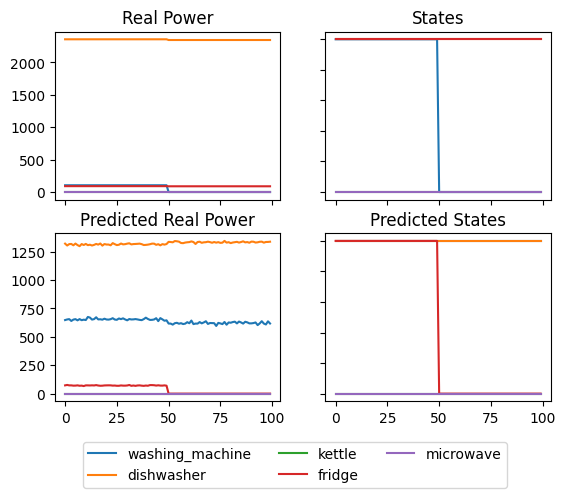 Real Power
States
2000
1500
1000
500
0
Predicted Real Power
Predicted States
1250
1000
750
500
250
0
0 25 50 75 100
0 25 50 75 100
washing_machine kettle microwave
dishwasher fridge